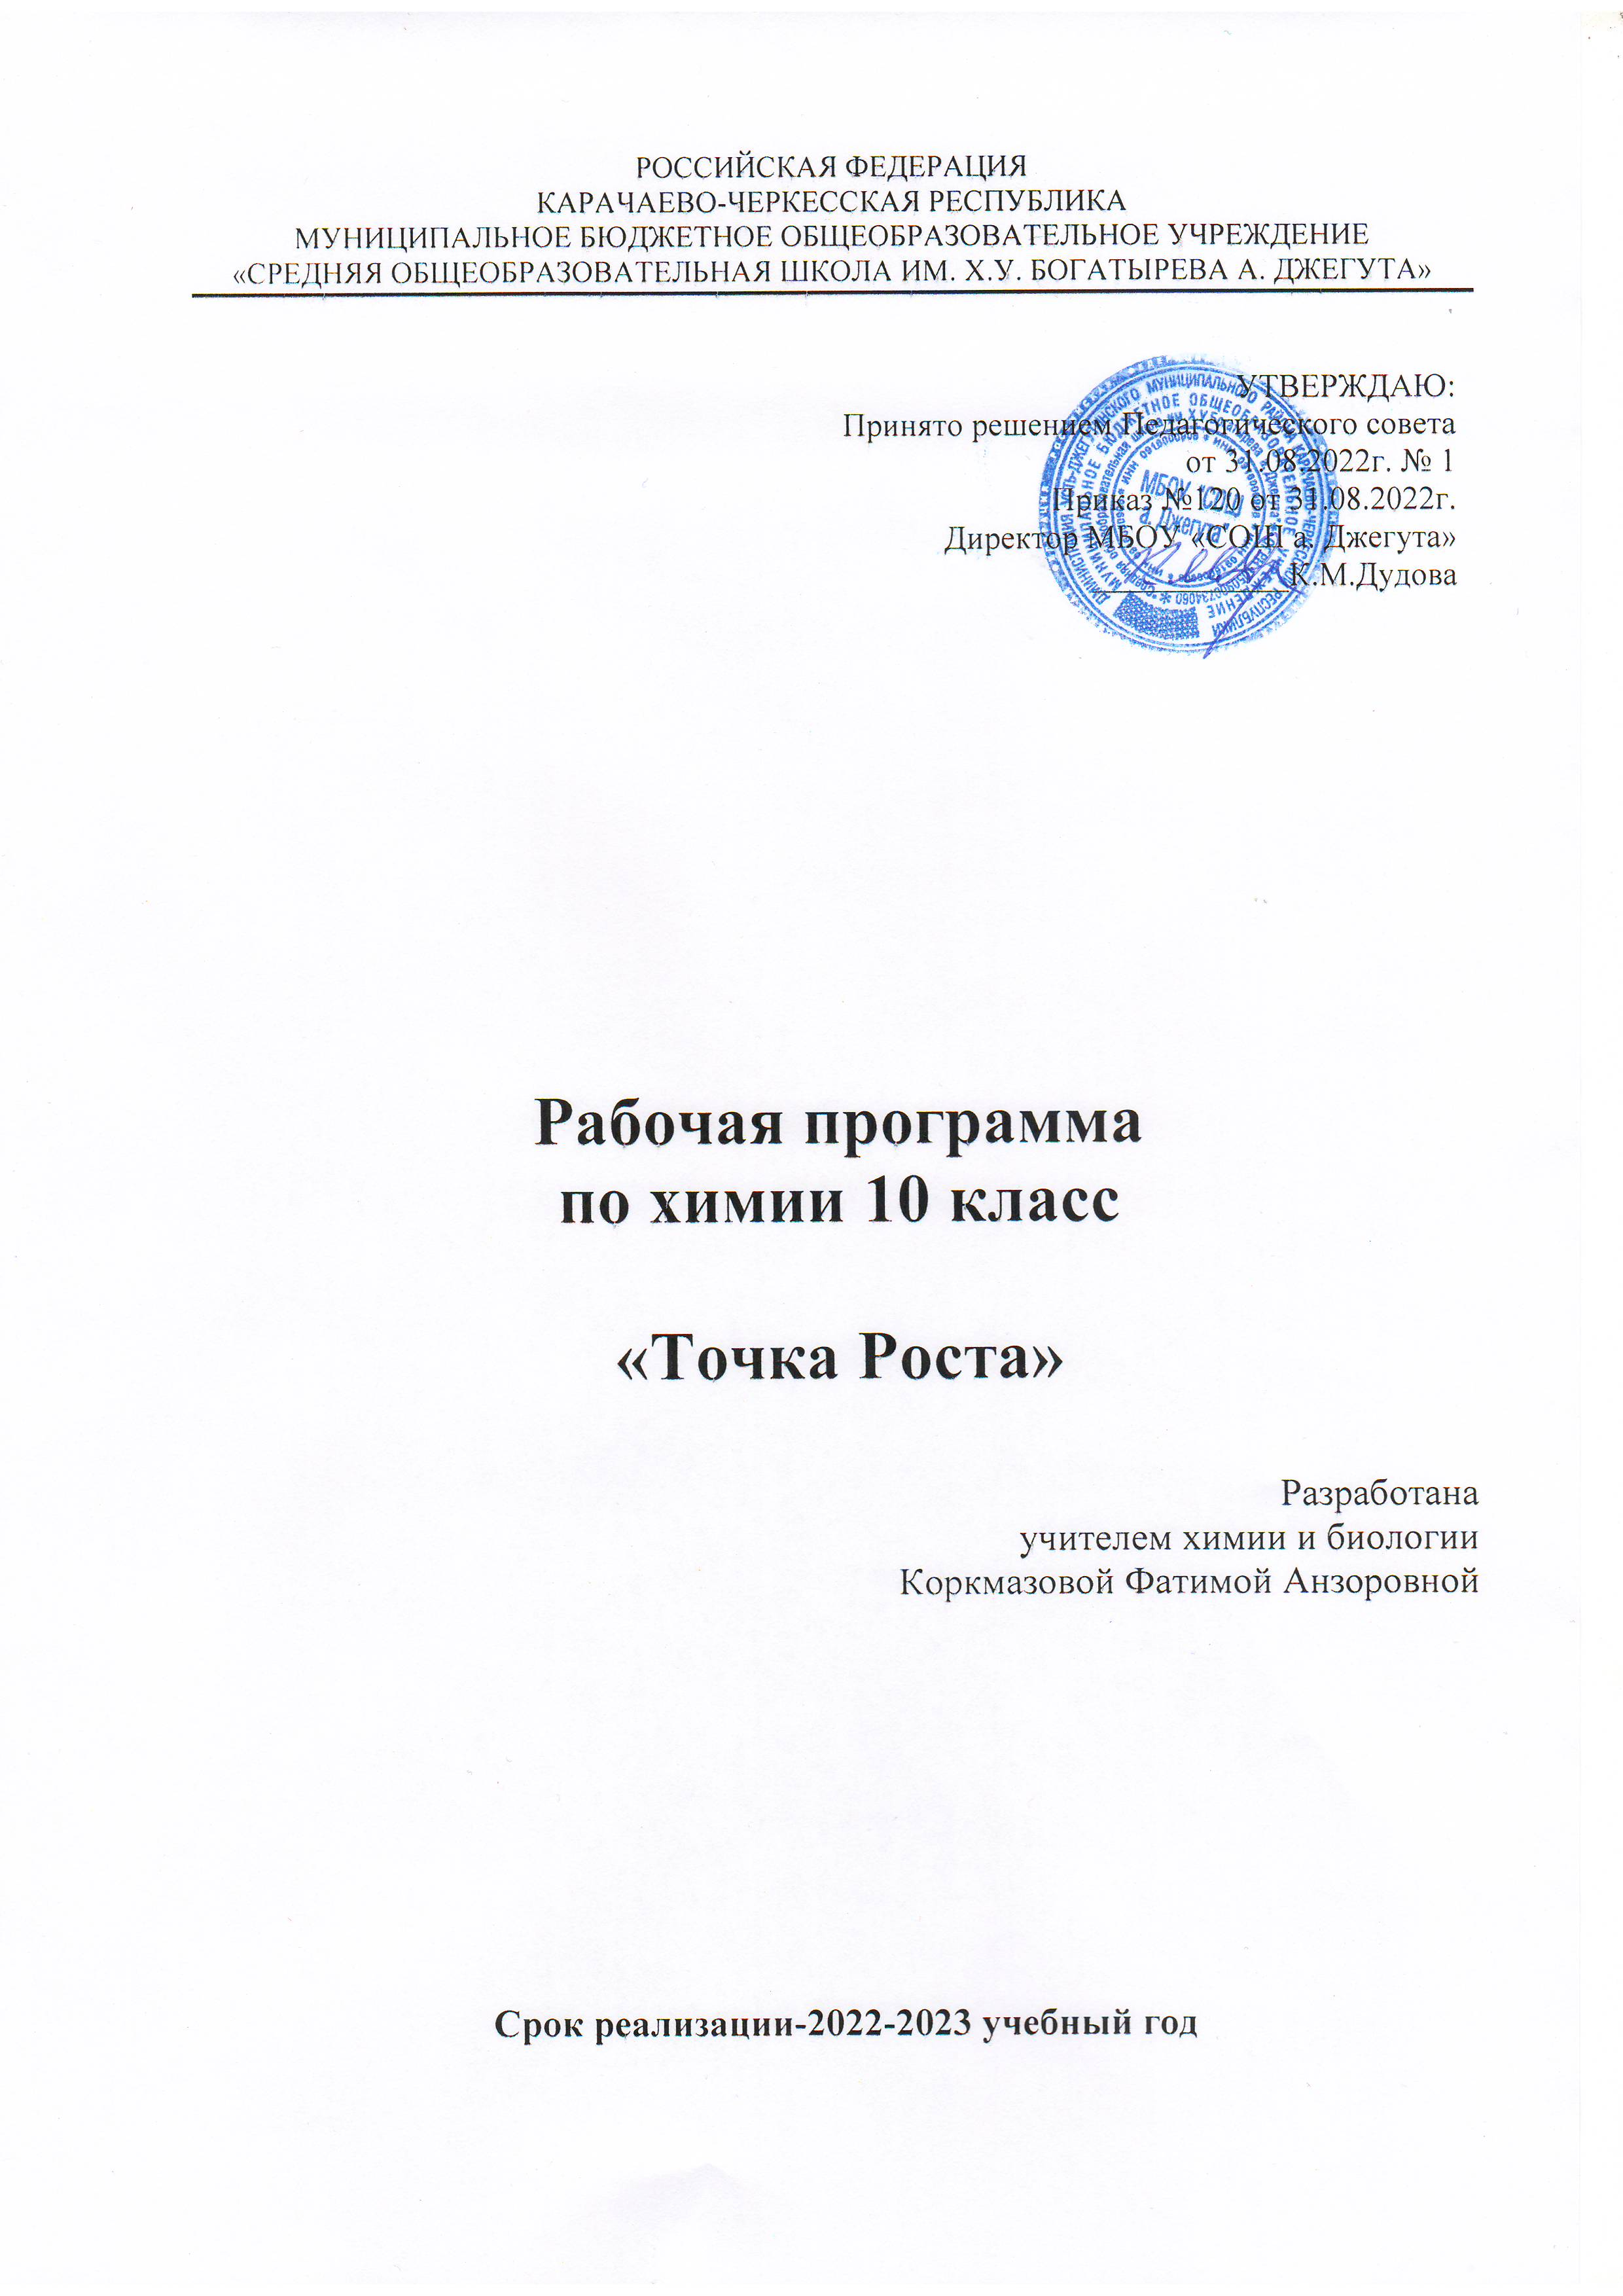 РОССИЙСКАЯ ФЕДЕРАЦИЯ
КАРАЧАЕВО-ЧЕРКЕССКАЯ РЕСПУБЛИКА
МУНИЦИПАЛЬНОЕ БЮДЖЕТНОЕ ОБЩЕОБРАЗОВАТЕЛЬНОЕ УЧРЕЖДЕНИЕ
«СРЕДНЯЯ ОБЩЕОБРАЗОВАТЕЛЬНАЯ ШКОЛА ИМ. Х.У. БОГАТЫРЕВА А. ДЖЕГУТА»
УТВЕРЖДАЮ:
Принято решением Педагогического совета
от 31.08.2022г. № 1
Приказ №120 от 31.08.2022г.
Директор МБОУ «СОШ а. Джегута»
К.М.Дудова
МБОУ "СОШ
а. Джегута"
Рабочая программа
по химии 10 класс
«Точка Роста»
Разработана
учителем химии и биологии
Коркмазовой Фатимой Анзоровной
Срок реализации-2022-2023 учебный год